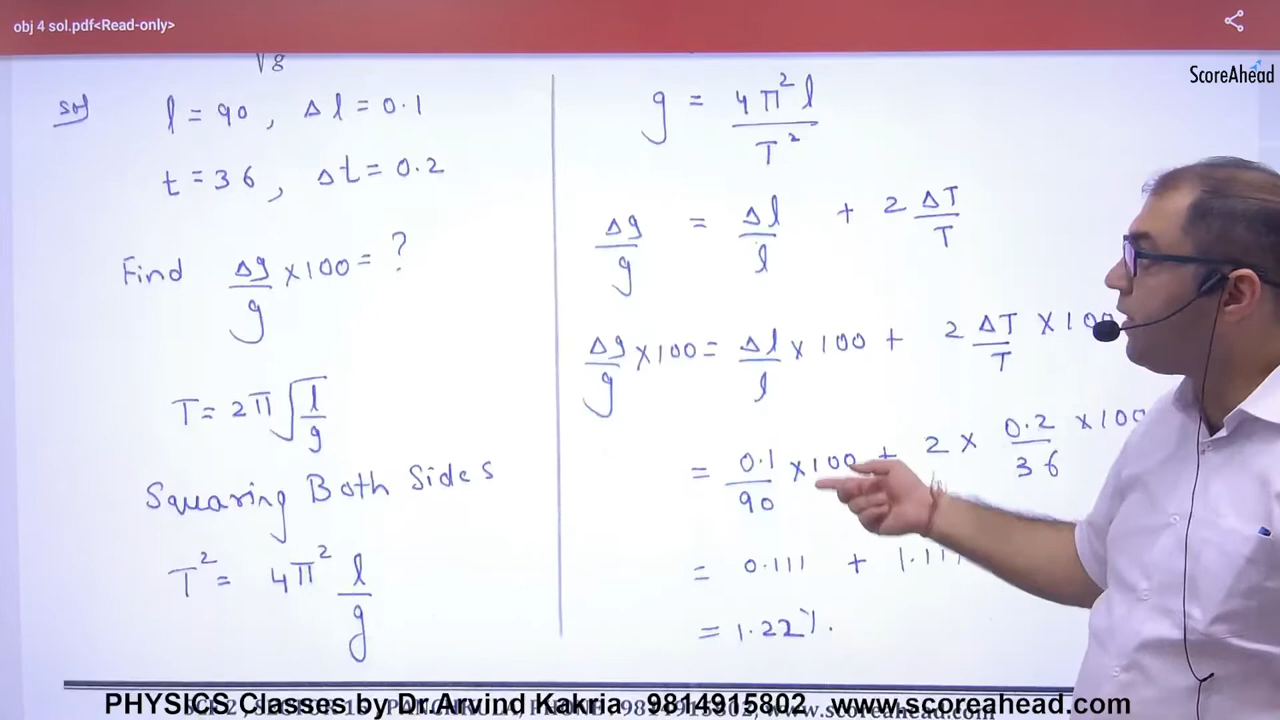 obj 4 sol.pdf<Read-only>
ScoreAhead
√g
Sol
l = 90 , Δl = 0.1
t = 36 , Δt = 0.2
Find Δg/g ×100 = ?
T = 2π √(l/g)
Squaring Both Sides
T² = 4π² l/g
g = 4π² l / T²
Δg/g = Δl/l + 2 ΔT/T
Δg/g ×100 = Δl/l × 100 + 2 ΔT/T × 100
= 0.1/90 ×100 + 2 × 0.2/36 ×100
= 0.111 + 1.111
= 1.22%.
PHYSICS Classes by Dr.Arvind Kakria 9814915802 www.scoreahead.com